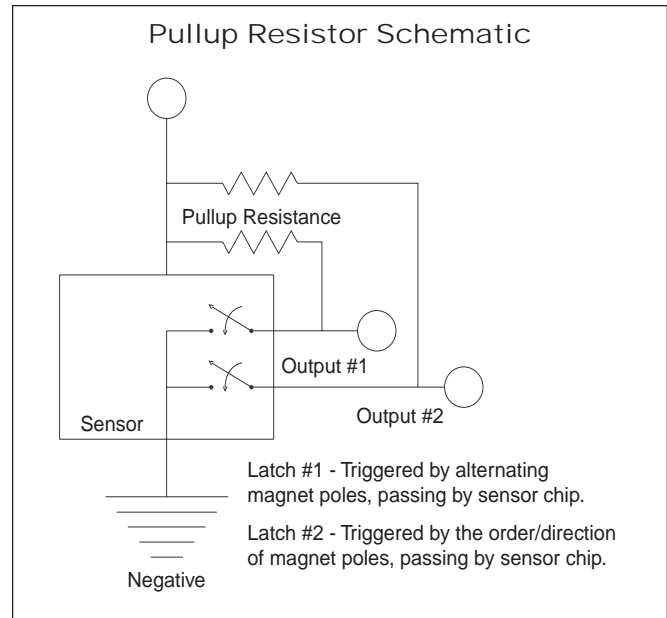 Pullup Resistor Schematic
Pullup Resistance
Output #1
Output #2
Sensor
Latch #1 - Triggered by alternating
magnet poles, passing by sensor chip.
Latch #2 - Triggered by the order/direction
of magnet poles, passing by sensor chip.
Negative